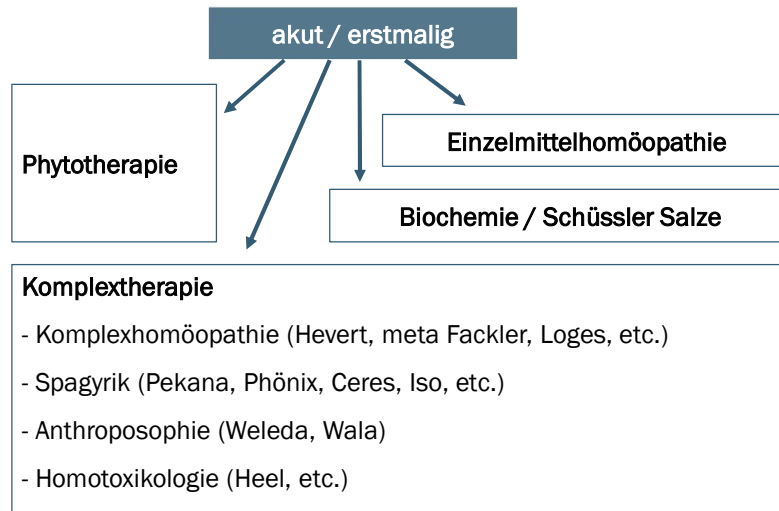 akut / erstmalig
Phytotherapie
Einzelmittelhomöopathie
Biochemie / Schüssler Salze
Komplextherapie
- Komplexhomöopathie (Hevert, meta Fackler, Loges, etc.)
- Spagyrik (Pekana, Phönix, Ceres, Iso, etc.)
- Anthroposophie (Weleda, Wala)
- Homotoxikologie (Heel, etc.)